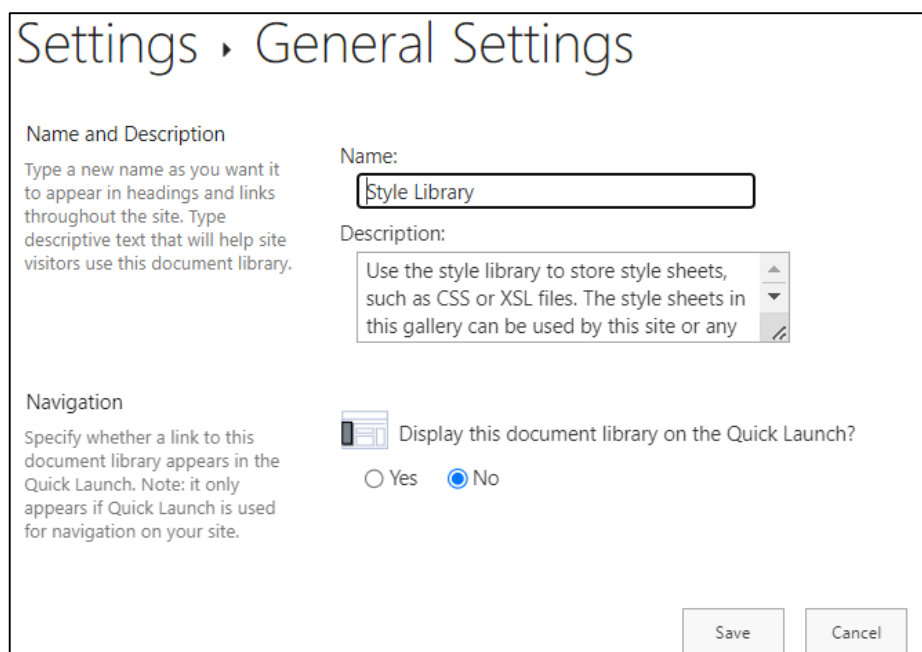 Settings ▸ General Settings
Name and Description
Type a new name as you want it
to appear in headings and links
throughout the site. Type
descriptive text that will help site
visitors use this document library.
Name:
Style Library
Description:
Use the style library to store style sheets,
such as CSS or XSL files. The style sheets in
this gallery can be used by this site or any
Navigation
Specify whether a link to this
document library appears in the
Quick Launch. Note: it only
appears if Quick Launch is used
for navigation on your site.
Display this document library on the Quick Launch?
Yes No
Save Cancel